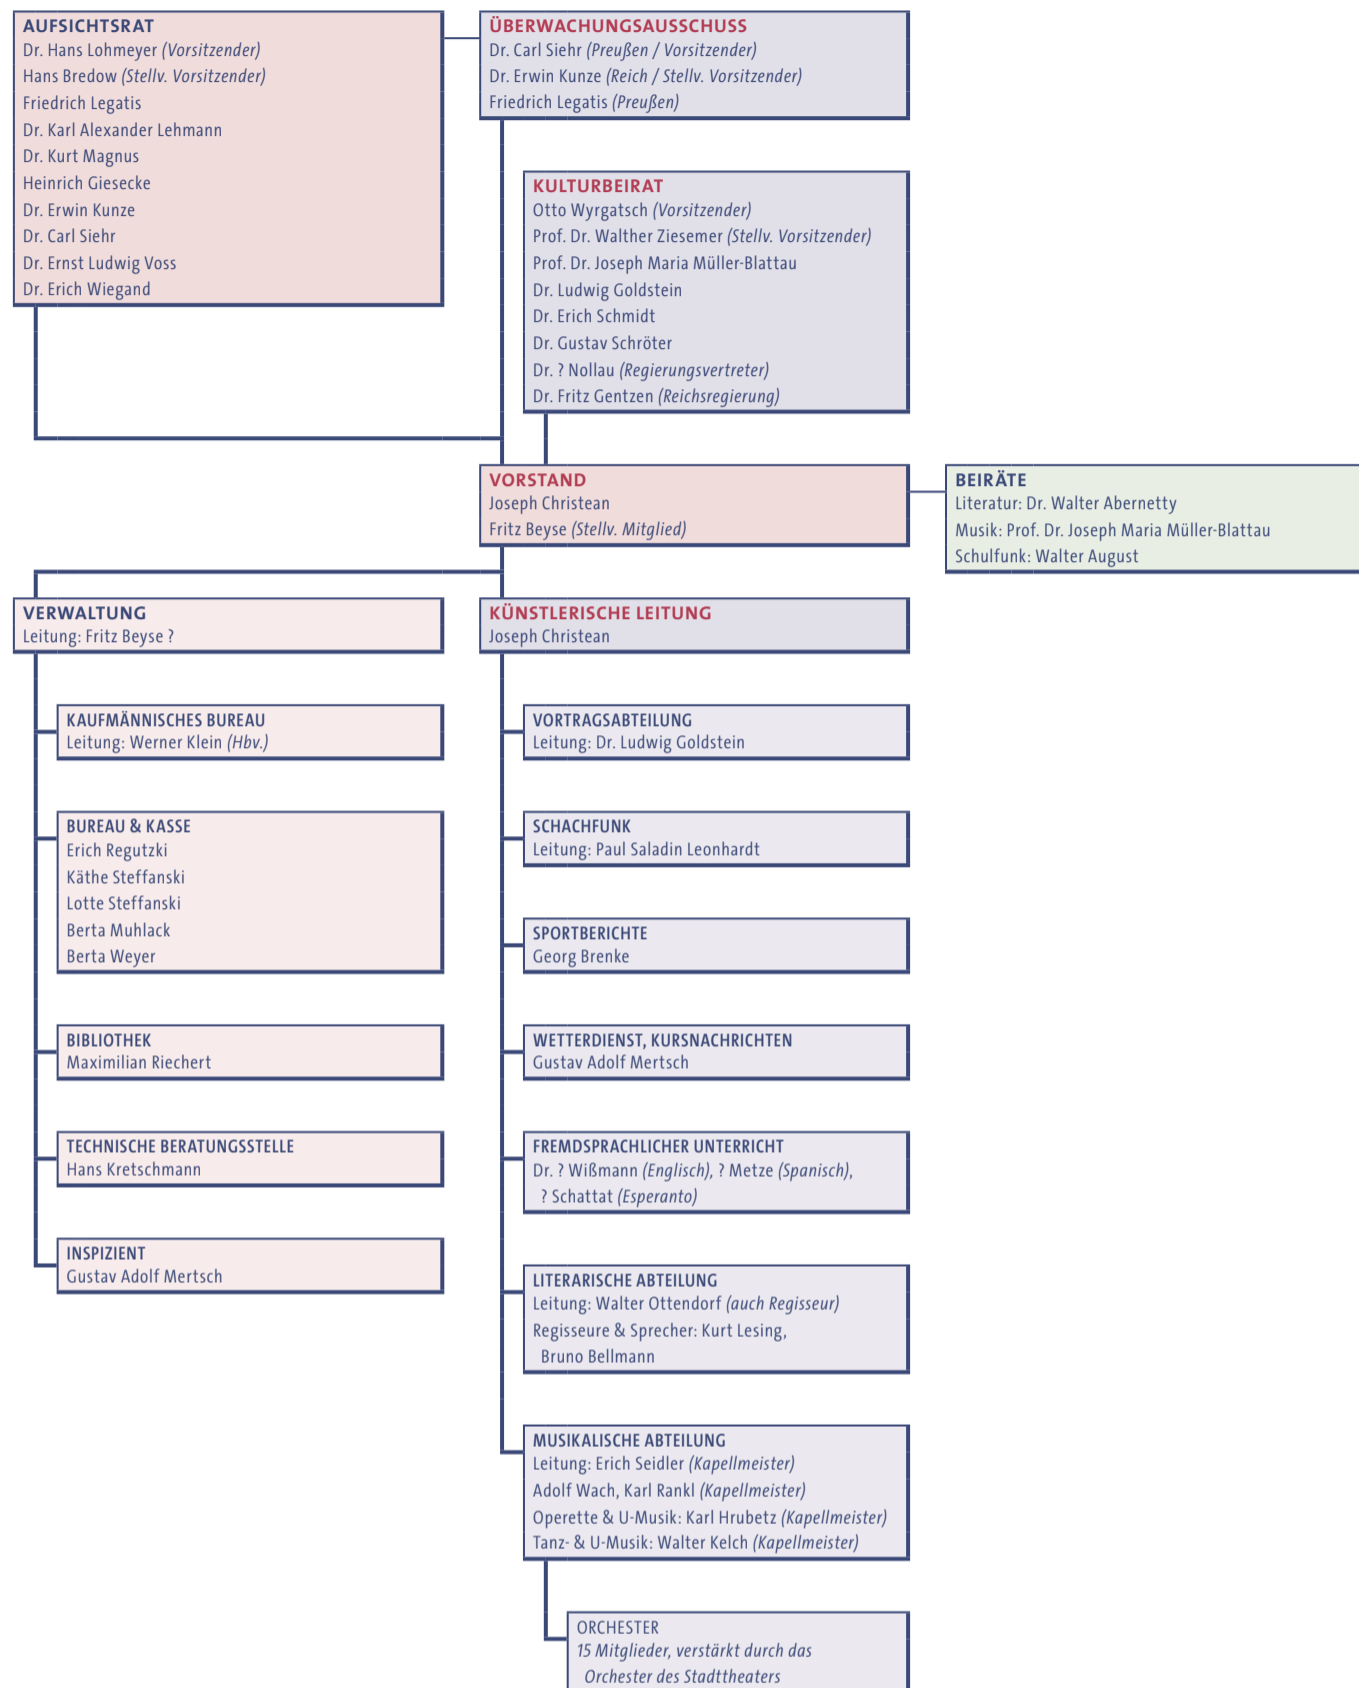 AUFSICHTSRAT
Dr. Hans Lohmeyer (Vorsitzender)
Hans Bredow (Stellv. Vorsitzender)
Friedrich Legatis
Dr. Karl Alexander Lehmann
Dr. Kurt Magnus
Heinrich Giesecke
Dr. Erwin Kunze
Dr. Carl Siehr
Dr. Ernst Ludwig Voss
Dr. Erich Wiegand
ÜBERWACHUNGSAUSSCHUSS
Dr. Carl Siehr (Preußen / Vorsitzender)
Dr. Erwin Kunze (Reich / Stellv. Vorsitzender)
Friedrich Legatis (Preußen)
KULTURBEIRAT
Otto Wyrgatsch (Vorsitzender)
Prof. Dr. Walther Ziesemer (Stellv. Vorsitzender)
Prof. Dr. Joseph Maria Müller-Blattau
Dr. Ludwig Goldstein
Dr. Erich Schmidt
Dr. Gustav Schröter
Dr. ? Nollau (Regierungsvertreter)
Dr. Fritz Gentzen (Reichsregierung)
VORSTAND
Joseph Christean
Fritz Beyse (Stellv. Mitglied)
BEIRÄTE
Literatur: Dr. Walter Abernetty
Musik: Prof. Dr. Joseph Maria Müller-Blattau
Schulfunk: Walter August
VERWALTUNG
Leitung: Fritz Beyse ?
KAUFMÄNNISCHES BUREAU
Leitung: Werner Klein (Hbv.)
BUREAU & KASSE
Erich Regutzki
Käthe Steffanski
Lotte Steffanski
Berta Muhlack
Berta Weyer
BIBLIOTHEK
Maximilian Riechert
TECHNISCHE BERATUNGSSTELLE
Hans Kretschmann
INSPIZIENT
Gustav Adolf Mertsch
KÜNSTLERISCHE LEITUNG
Joseph Christean
VORTRAGSABTEILUNG
Leitung: Dr. Ludwig Goldstein
SCHACHFUNK
Leitung: Paul Saladin Leonhardt
SPORTBERICHTE
Georg Brenke
WETTERDIENST, KURSNACHRICHTEN
Gustav Adolf Mertsch
FREMDSPRACHLICHER UNTERRICHT
Dr. ? Wißmann (Englisch), ? Metze (Spanisch),
? Schattat (Esperanto)
LITERARISCHE ABTEILUNG
Leitung: Walter Ottendorf (auch Regisseur)
Regisseure & Sprecher: Kurt Lesing,
Bruno Bellmann
MUSIKALISCHE ABTEILUNG
Leitung: Erich Seidler (Kapellmeister)
Adolf Wach, Karl Rankl (Kapellmeister)
Operette & U-Musik: Karl Hrubetz (Kapellmeister)
Tanz- & U-Musik: Walter Kelch (Kapellmeister)
ORCHESTER
15 Mitglieder, verstärkt durch das
Orchester des Stadttheaters